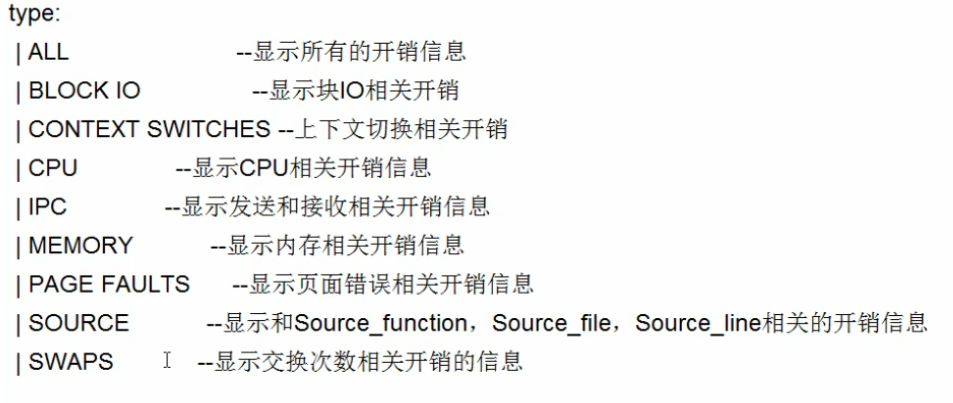 type:
| ALL --显示所有的开销信息
| BLOCK IO --显示块IO相关开销
| CONTEXT SWITCHES --上下文切换相关开销
| CPU --显示CPU相关开销信息
| IPC --显示发送和接收相关开销信息
| MEMORY --显示内存相关开销信息
| PAGE FAULTS --显示页面错误相关开销信息
| SOURCE --显示和Source_function，Source_file，Source_line相关的开销信息
| SWAPS --显示交换次数相关开销的信息